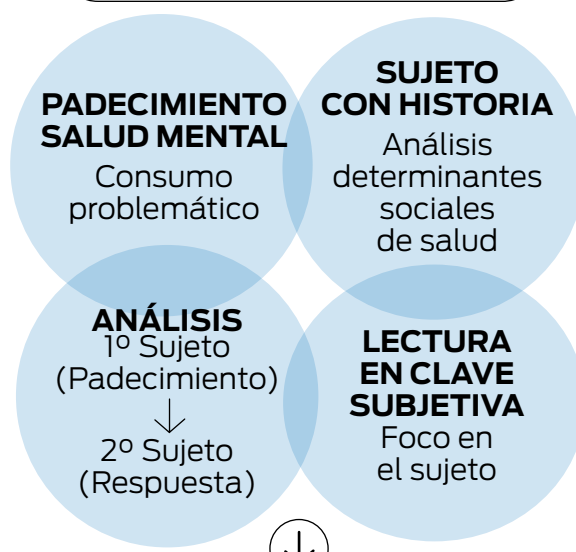 PADECIMIENTO
SALUD MENTAL
Consumo
problemático
SUJETO
CON HISTORIA
Análisis
determinantes
sociales
de salud
ANÁLISIS
1º Sujeto
(Padecimiento)
2º Sujeto
(Respuesta)
LECTURA
EN CLAVE
SUBJETIVA
Foco en
el sujeto